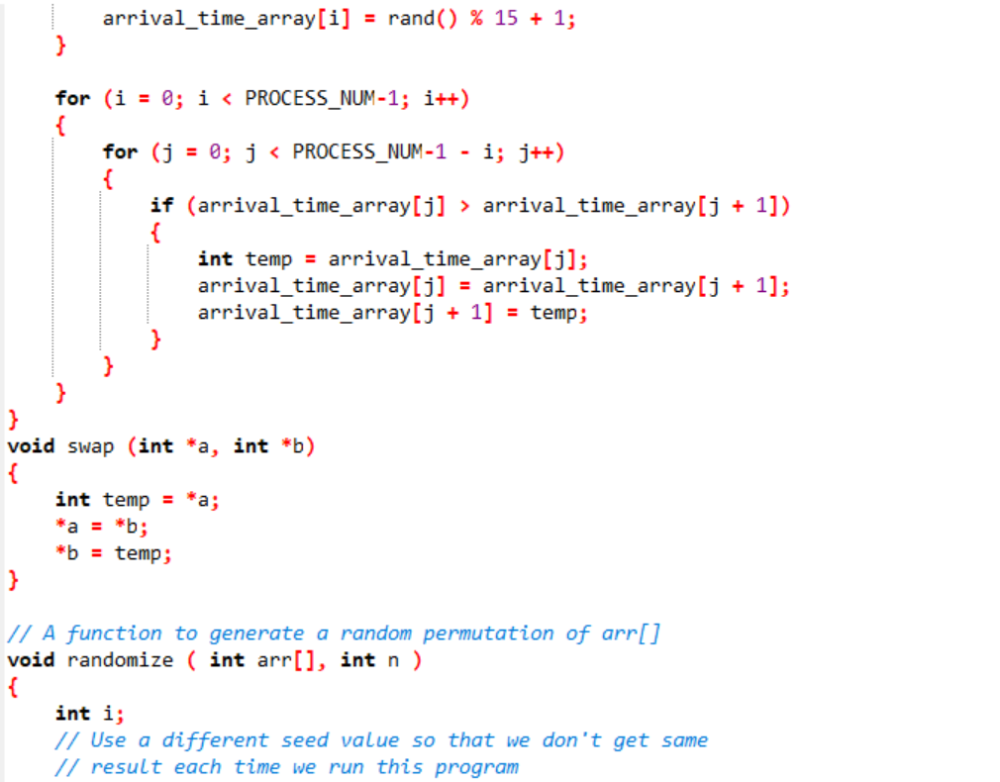 arrival_time_array[i] = rand() % 15 + 1;
    }

    for (i = 0; i < PROCESS_NUM-1; i++)
    {
        for (j = 0; j < PROCESS_NUM-1 - i; j++)
        {
            if (arrival_time_array[j] > arrival_time_array[j + 1])
            {
                int temp = arrival_time_array[j];
                arrival_time_array[j] = arrival_time_array[j + 1];
                arrival_time_array[j + 1] = temp;
            }
        }
    }
}
void swap (int *a, int *b)
{
    int temp = *a;
    *a = *b;
    *b = temp;
}

// A function to generate a random permutation of arr[]
void randomize ( int arr[], int n )
{
    int i;
    // Use a different seed value so that we don't get same
    // result each time we run this program